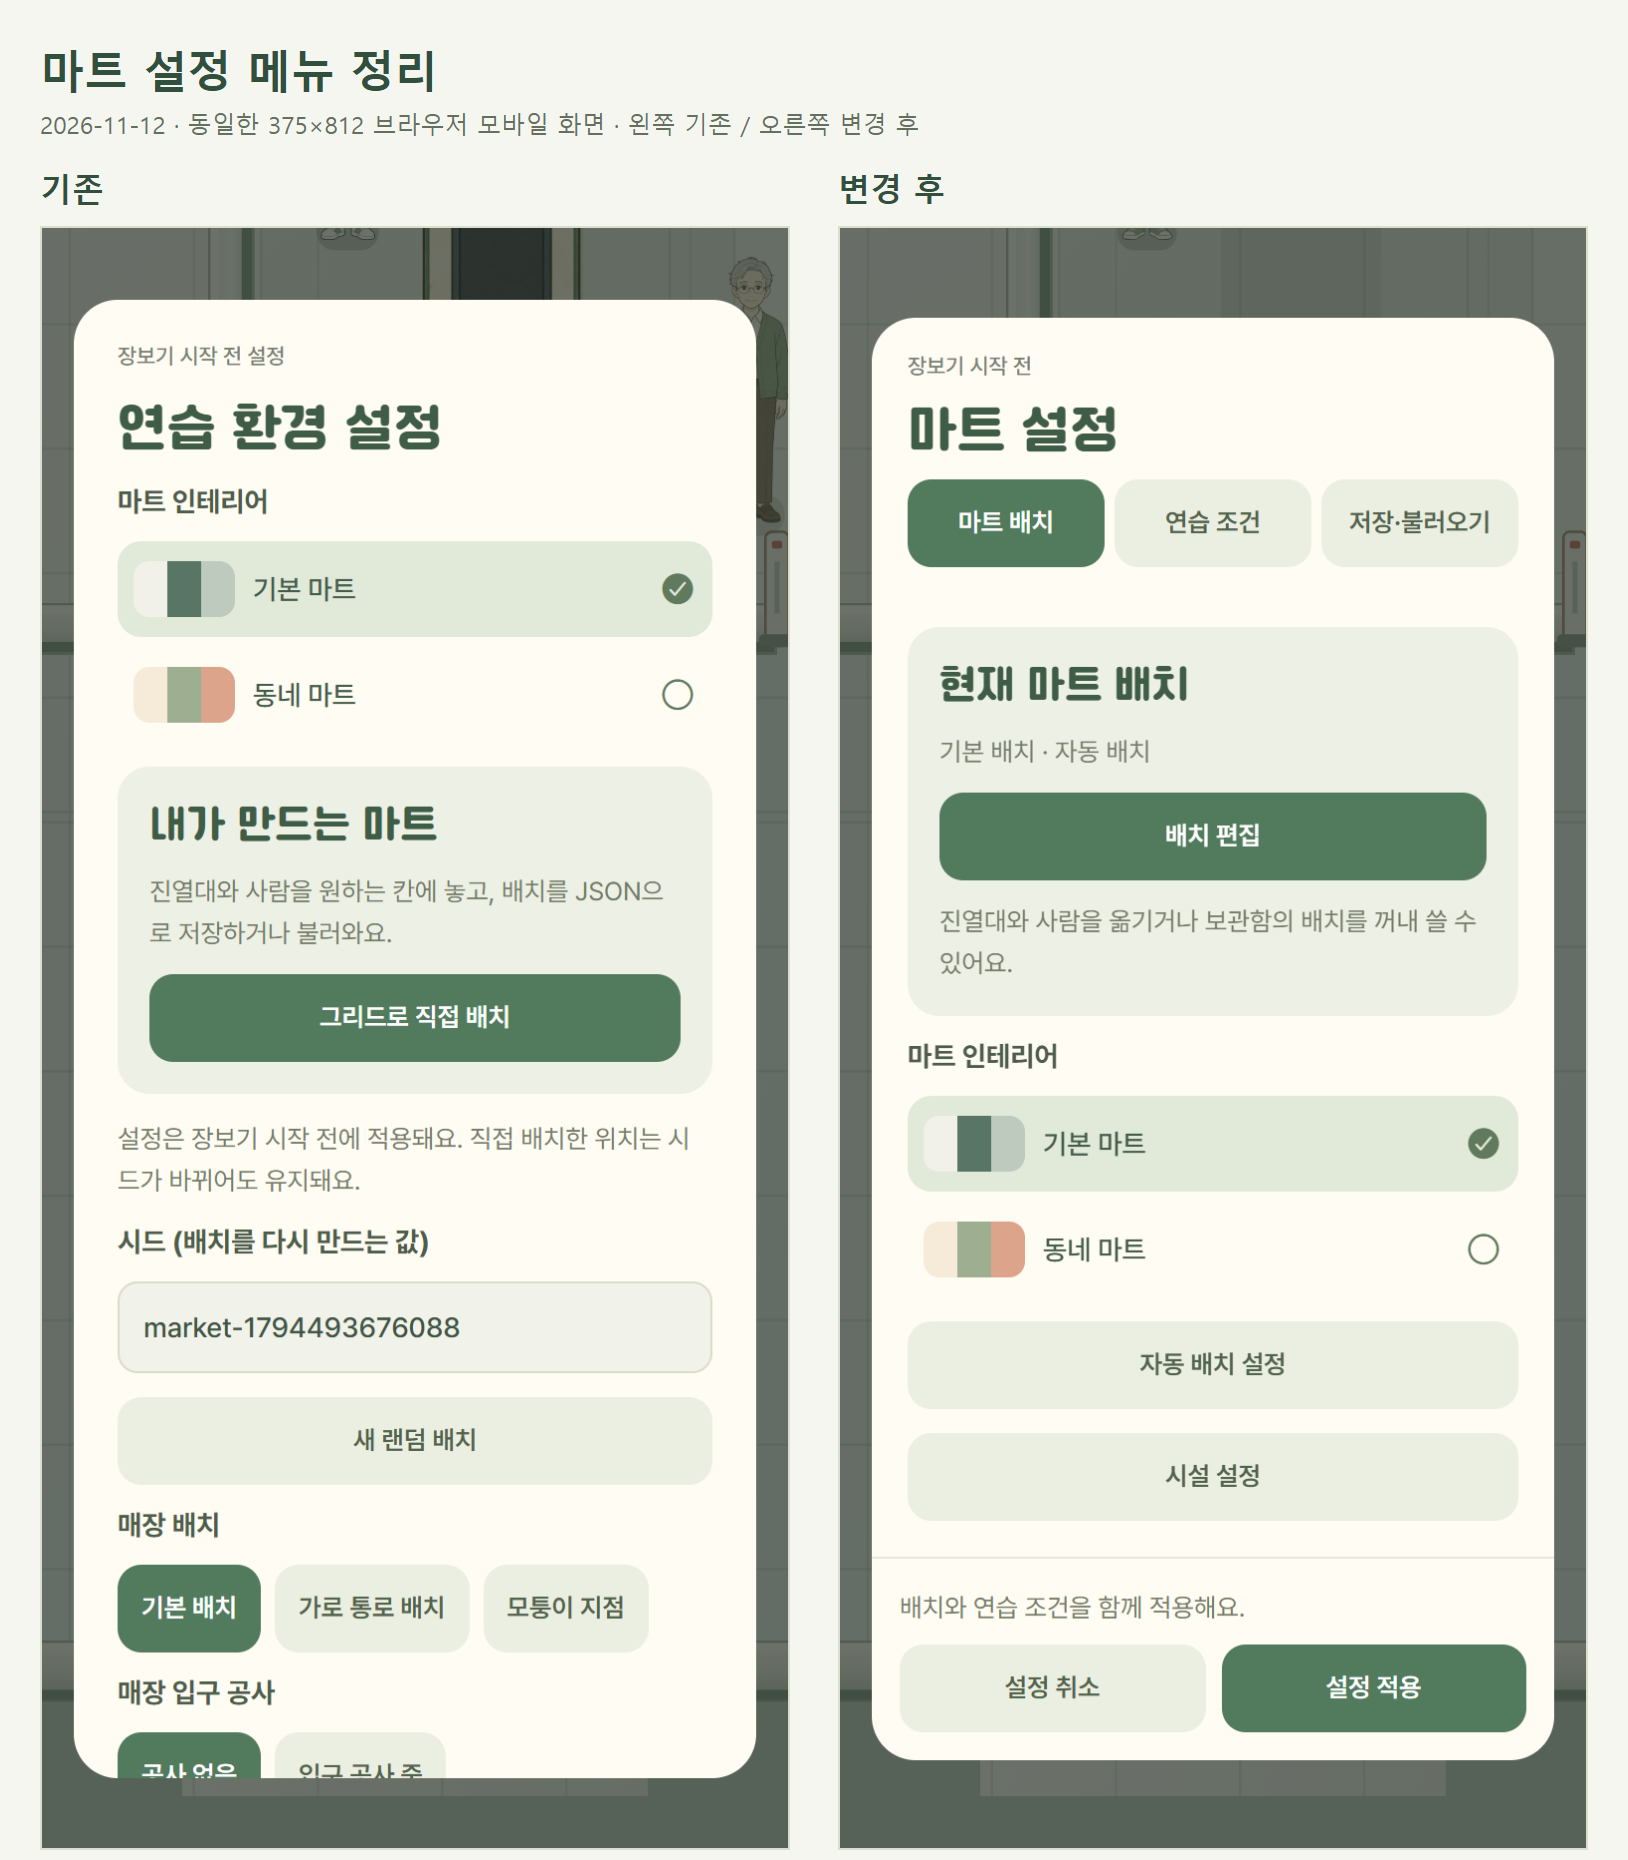 마트 설정 메뉴 정리
2026-11-12 · 동일한 375×812 브라우저 모바일 화면 · 왼쪽 기존 / 오른쪽 변경 후
기존
장보기 시작 전 설정
연습 환경 설정
마트 인테리어
기본 마트
동네 마트
내가 만드는 마트
진열대와 사람을 원하는 칸에 놓고, 배치를 JSON으
로 저장하거나 불러와요.
그리드로 직접 배치
설정은 장보기 시작 전에 적용돼요. 직접 배치한 위치는 시
드가 바뀌어도 유지돼요.
시드 (배치를 다시 만드는 값)
market-1794493676088
새 랜덤 배치
매장 배치
기본 배치
가로 통로 배치
모퉁이 지점
매장 입구 공사
공사 없음
입구 공사 중
변경 후
장보기 시작 전
마트 설정
마트 배치
연습 조건
저장·불러오기
현재 마트 배치
기본 배치 · 자동 배치
배치 편집
진열대와 사람을 옮기거나 보관함의 배치를 꺼내 쓸 수
있어요.
마트 인테리어
기본 마트
동네 마트
자동 배치 설정
시설 설정
배치와 연습 조건을 함께 적용해요.
설정 취소
설정 적용